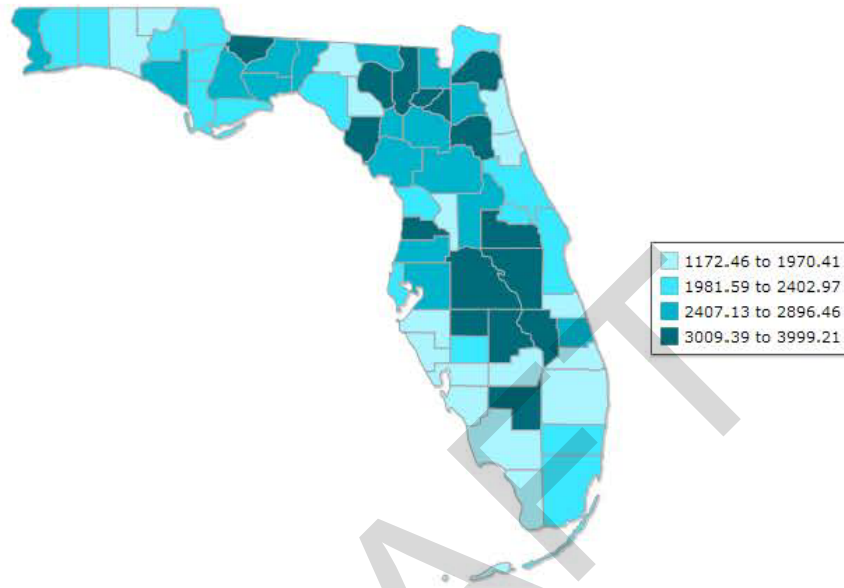 1172.46 to 1970.41
1981.59 to 2402.97
2407.13 to 2896.46
3009.39 to 3999.21
AFT